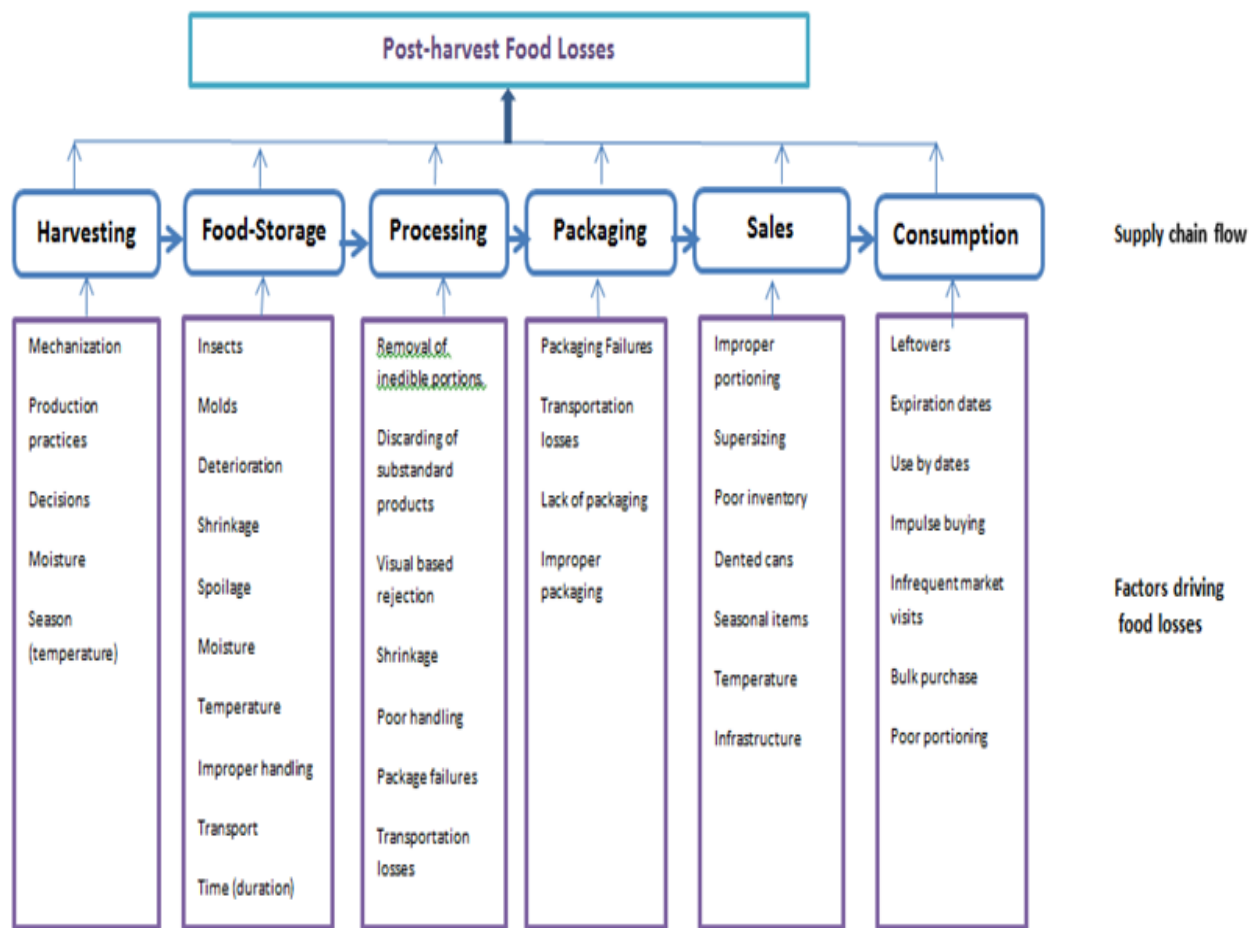 Post-harvest Food Losses
Harvesting
Food-Storage
Processing
Packaging
Sales
Consumption
Supply chain flow
Mechanization
Production
practices
Decisions
Moisture
Season
(temperature)
Insects
Molds
Deterioration
Shrinkage
Spoilage
Moisture
Temperature
Improper handling
Transport
Time (duration)
Removal of
inedible portions
Discarding of
substandard
products
Visual based
rejection
Shrinkage
Poor handling
Package failures
Transportation
losses
Packaging Failures
Transportation
losses
Lack of packaging
Improper
packaging
Improper
portioning
Supersizing
Poor inventory
Dented cans
Seasonal items
Temperature
Infrastructure
Leftovers
Expiration dates
Use by dates
Impulse buying
Infrequent market
visits
Bulk purchase
Poor portioning
Factors driving
food losses